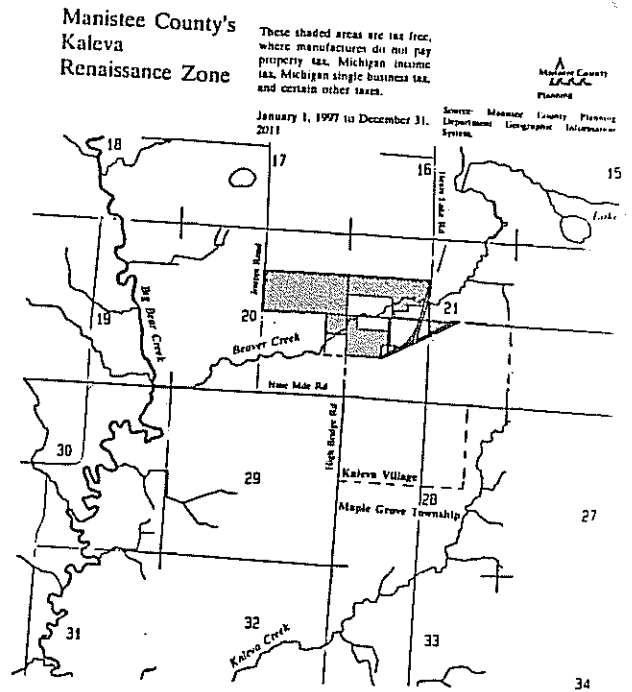 Manistee County's
Kaleva
Renaissance Zone
These shaded areas are tax free,
where manufactures do not pay
property tax, Michigan income
tax, Michigan single business tax,
and certain other taxes.
January 1, 1997 to December 31,
2011
Manistee County
Planning
Source: Manistee County Planning
Department Geographic Information
System.
18
17
16
15
Lake
Road
19
Big Bear Creek
20
21
Beaver Creek
Nine Mile Rd
High Bridge Rd
30
29
Kaleva Village
28
Maple Grove Township
27
31
32
Kaleva Creek
33
34